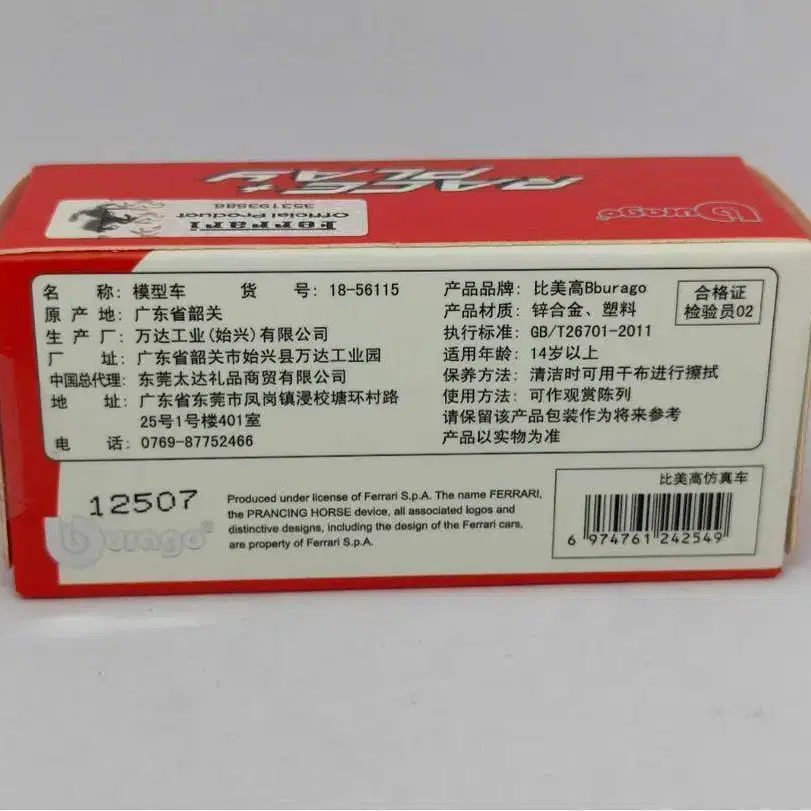 RACE + PLAY
Bburago
Ferrari
Official Product
353193886
名 称: 模型车 货 号: 18-56115
原 产 地: 广东省韶关
生 产 厂: 万达工业(始兴)有限公司
厂 址: 广东省韶关市始兴县万达工业园
中国总代理: 东莞太达礼品商贸有限公司
地 址: 广东省东莞市凤岗镇浸校塘环村路
25号1号楼401室
电 话: 0769-87752466
产品品牌: 比美高Bburago
产品材质: 锌合金、塑料
执行标准: GB/T26701-2011
适用年龄: 14岁以上
保养方法: 清洁时可用干布进行擦拭
使用方法: 可作观赏陈列
请保留该产品包装作为将来参考
产品以实物为准
合格证
检验员02
12507
Bburago
Produced under license of Ferrari S.p.A. The name FERRARI,
the PRANCING HORSE device, all associated logos and
distinctive designs, including the design of the Ferrari cars,
are property of Ferrari S.p.A.
比美高仿真车
6 974761 242549